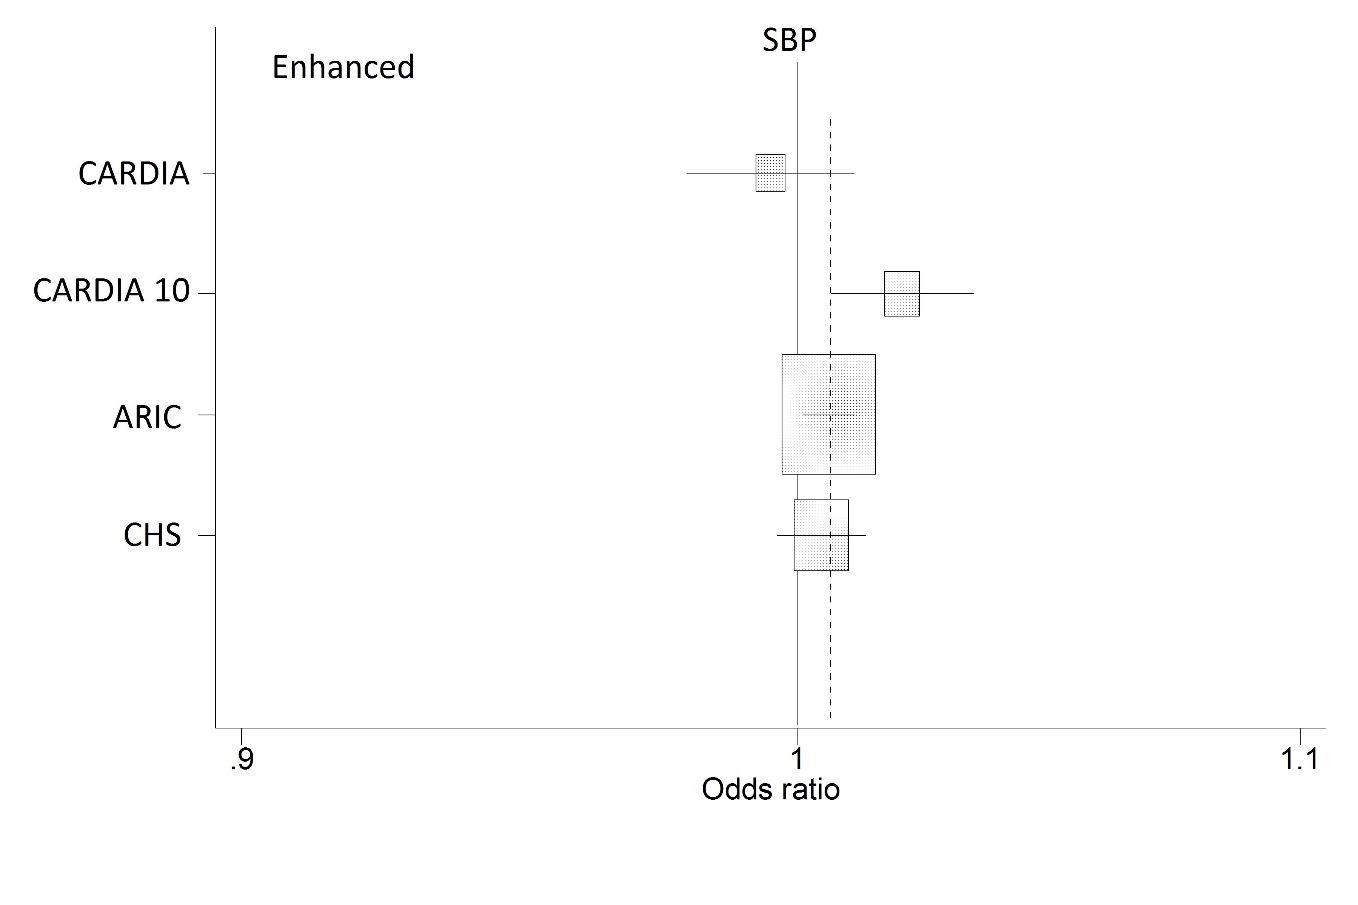 SBP
Enhanced
CARDIA
CARDIA 10
ARIC
CHS
.9 1 1.1
Odds ratio